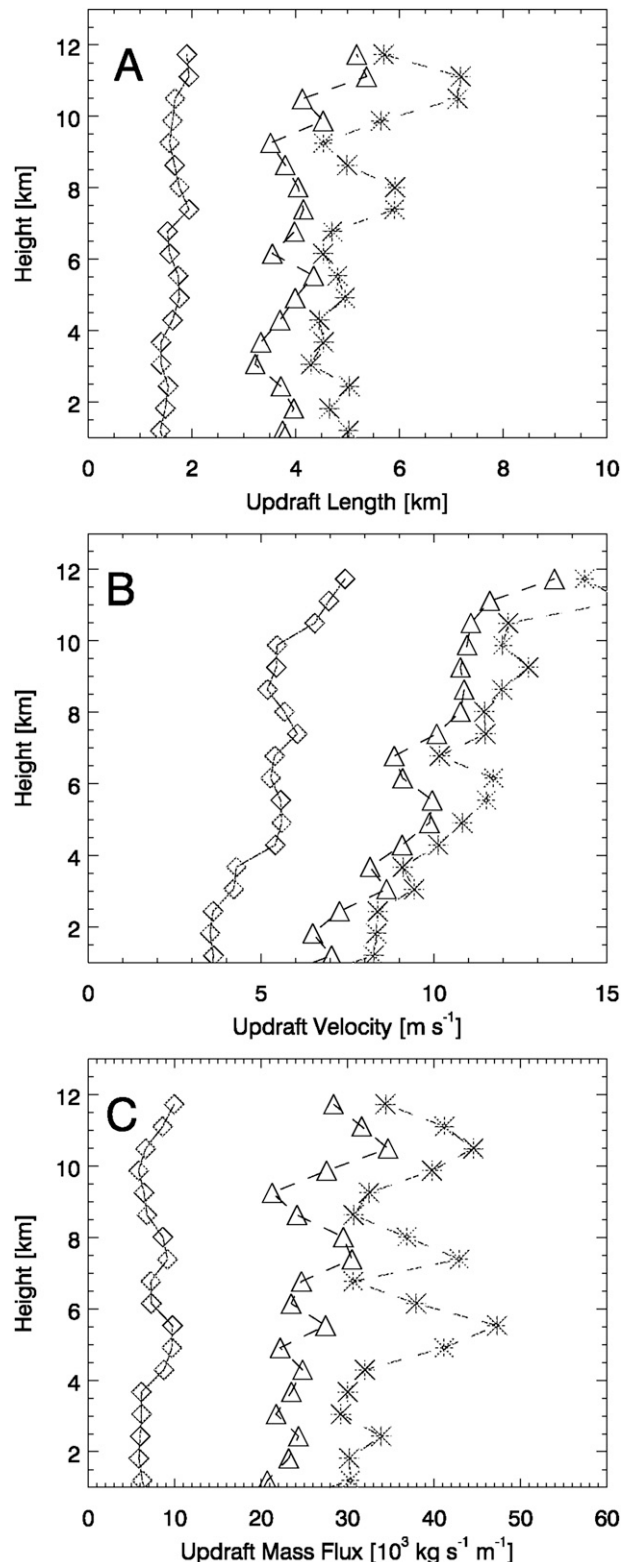 A
12
10
8
6
4
2
Height [km]
0 2 4 6 8 10
Updraft Length [km]
B
12
10
8
6
4
2
Height [km]
0 5 10 15
Updraft Velocity [m s⁻¹]
C
12
10
8
6
4
2
Height [km]
0 10 20 30 40 50 60
Updraft Mass Flux [10³ kg s⁻¹ m⁻¹]